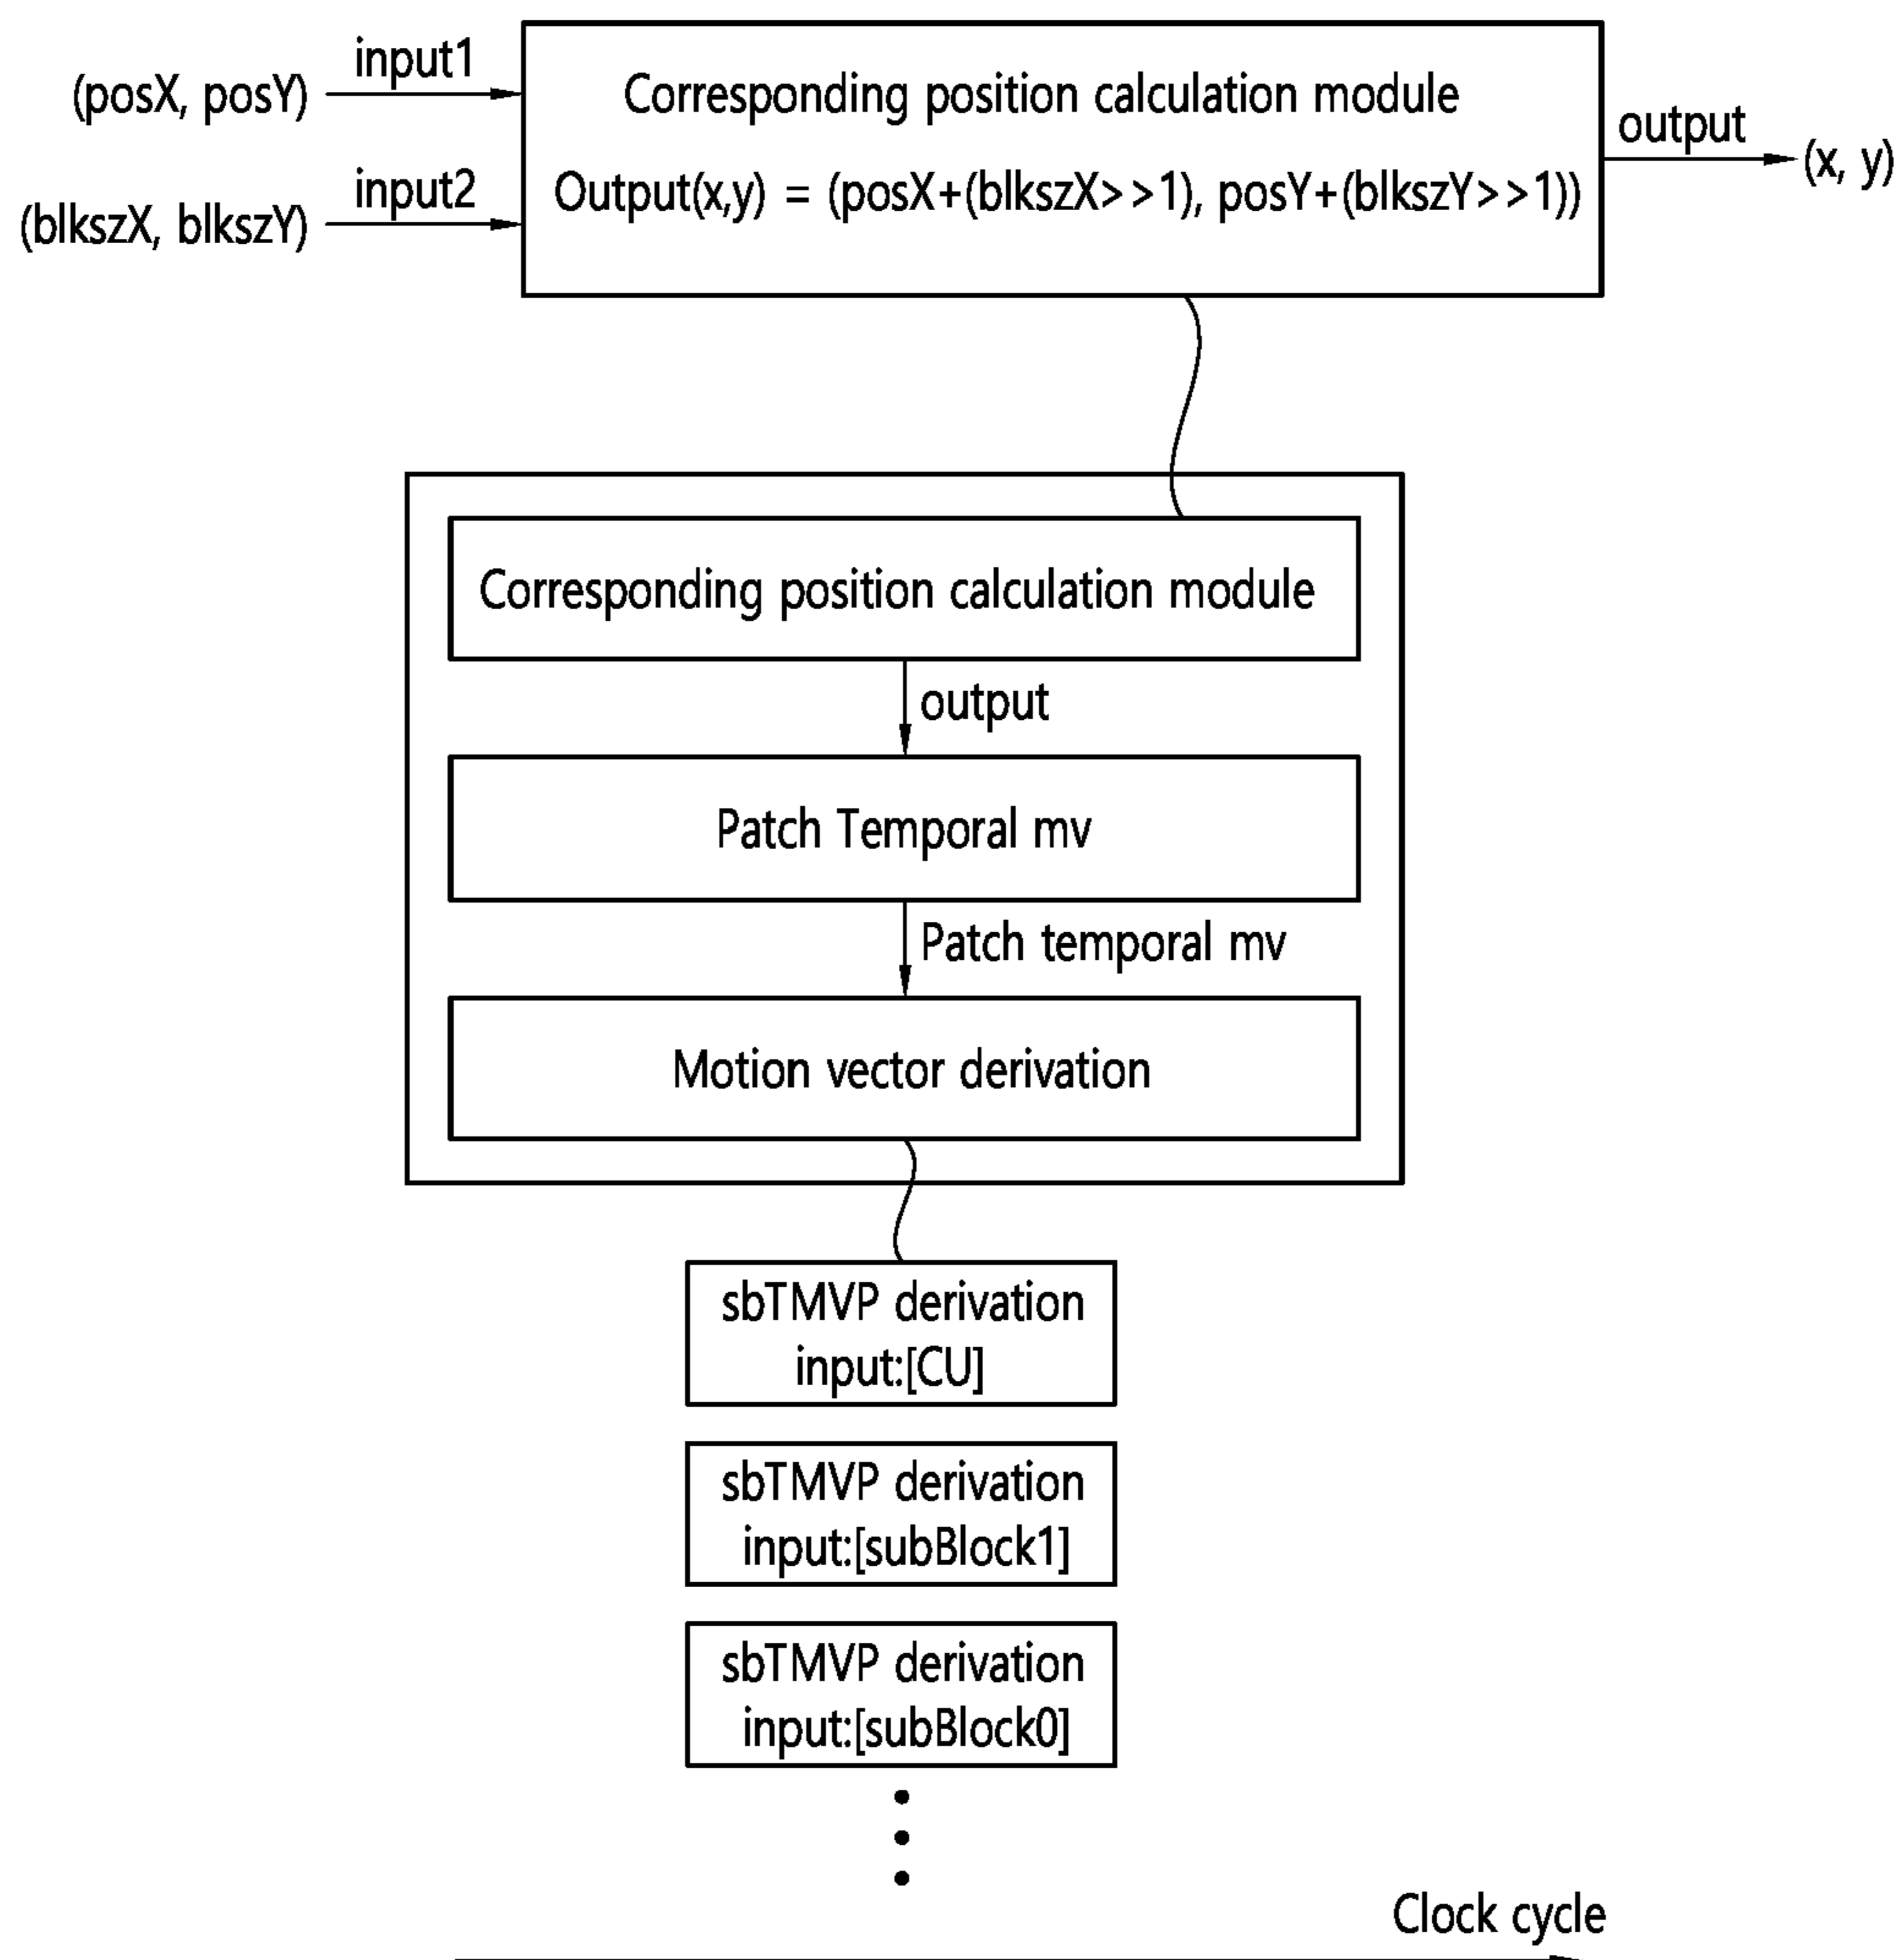 input1
(posX, posY)
input2
(blkszX, blkszY)
Corresponding position calculation module
Output(x,y) = (posX+(blkszX>>1), posY+(blkszY>>1))
output
(x, y)
Corresponding position calculation module
output
Patch Temporal mv
Patch temporal mv
Motion vector derivation
sbTMVP derivation
input:[CU]
sbTMVP derivation
input:[subBlock1]
sbTMVP derivation
input:[subBlock0]
Clock cycle